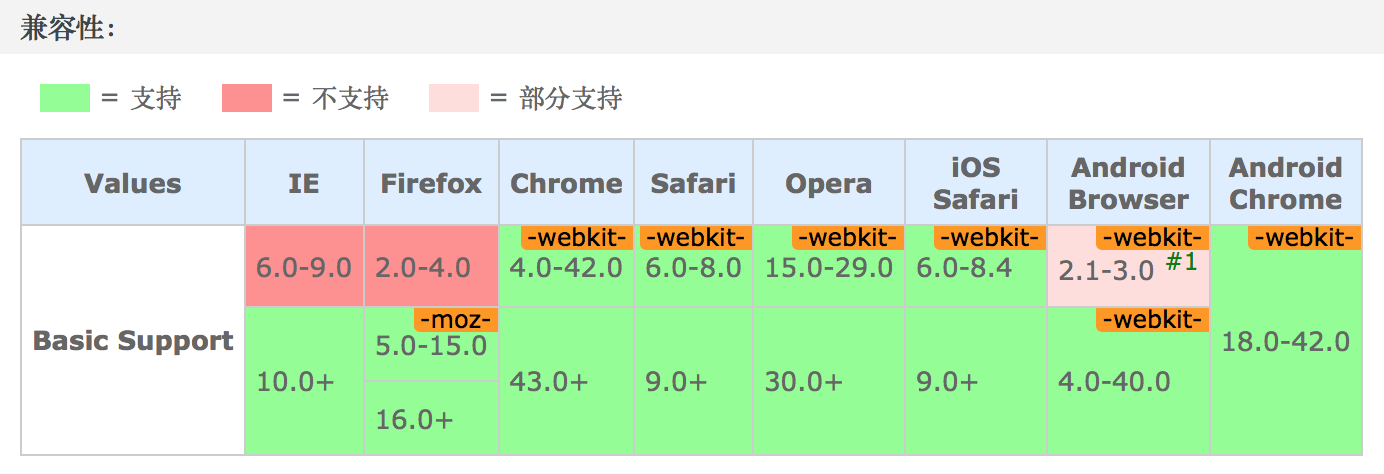 兼容性：
= 支持 = 不支持 = 部分支持
Values IE Firefox Chrome Safari Opera iOS Safari Android Browser Android Chrome
Basic Support
6.0-9.0
2.0-4.0
-webkit-
4.0-42.0
-webkit-
6.0-8.0
-webkit-
15.0-29.0
-webkit-
6.0-8.4
-webkit-
2.1-3.0 #1
-webkit-
18.0-42.0
10.0+
-moz-
5.0-15.0
16.0+
43.0+
9.0+
30.0+
9.0+
-webkit-
4.0-40.0